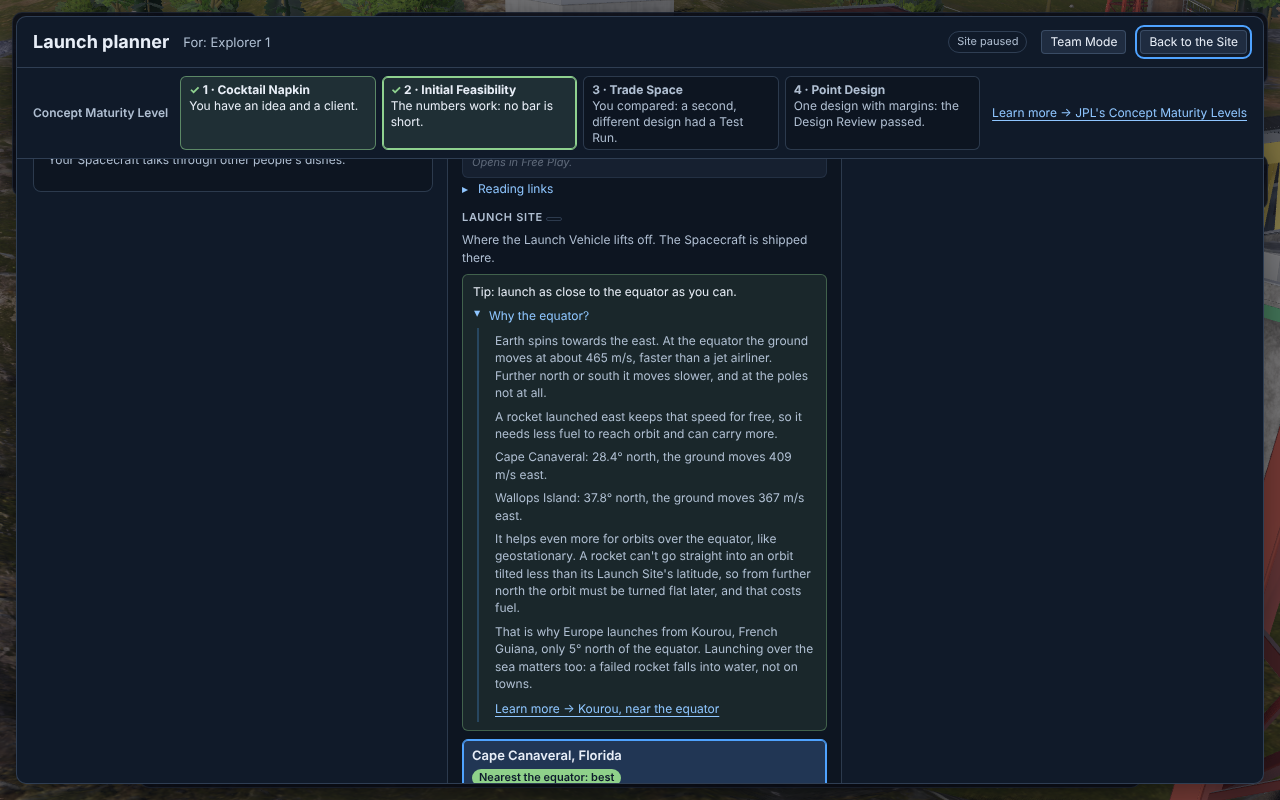 Launch planner
For: Explorer 1
Site paused
Team Mode
Back to the Site
Concept Maturity Level
✓ 1 · Cocktail Napkin
You have an idea and a client.
✓ 2 · Initial Feasibility
The numbers work: no bar is
short.
3 · Trade Space
You compared: a second,
different design had a Test
Run.
4 · Point Design
One design with margins: the
Design Review passed.
Learn more → JPL's Concept Maturity Levels
Your Spacecraft talks through other people's dishes.
Opens in Free Play.
▸ Reading links
LAUNCH SITE
Where the Launch Vehicle lifts off. The Spacecraft is shipped
there.
Tip: launch as close to the equator as you can.
▾ Why the equator?
Earth spins towards the east. At the equator the ground
moves at about 465 m/s, faster than a jet airliner.
Further north or south it moves slower, and at the poles
not at all.
A rocket launched east keeps that speed for free, so it
needs less fuel to reach orbit and can carry more.
Cape Canaveral: 28.4° north, the ground moves 409
m/s east.
Wallops Island: 37.8° north, the ground moves 367 m/s
east.
It helps even more for orbits over the equator, like
geostationary. A rocket can't go straight into an orbit
tilted less than its Launch Site's latitude, so from further
north the orbit must be turned flat later, and that costs
fuel.
That is why Europe launches from Kourou, French
Guiana, only 5° north of the equator. Launching over the
sea matters too: a failed rocket falls into water, not on
towns.
Learn more → Kourou, near the equator
Cape Canaveral, Florida
Nearest the equator: best